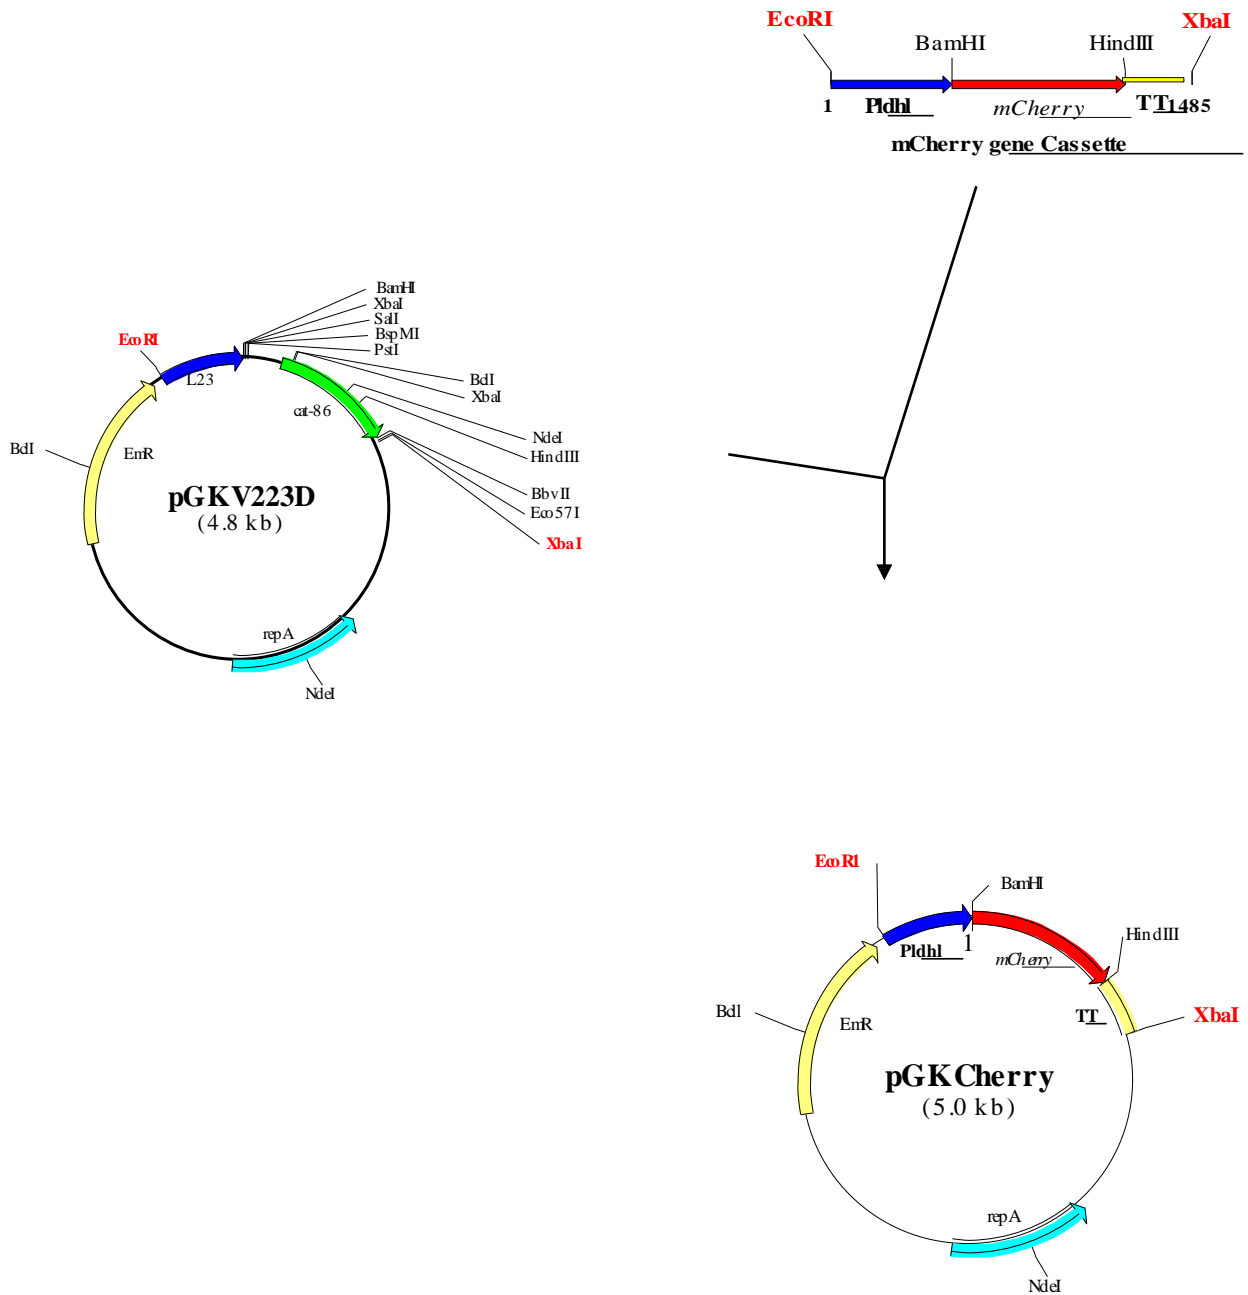 EcoRI
XbaI
BamHI
HindIII
1
Pldhl
mCherry
TT
1485
mCherry gene Cassette
BamHI
XbaI
SalI
BspMI
PstI
EcoRI
L23
BclI
XbaI
cat-86
NdeI
HindIII
BclI
EmR
pGKV223D
(4.8 kb)
BbvII
Eco57I
XbaI
repA
NdeI
EcoR1
BamHI
Pldhl
1
mCherry
HindIII
BclI
EmR
TT
XbaI
pGKCherry
(5.0 kb)
repA
NdeI